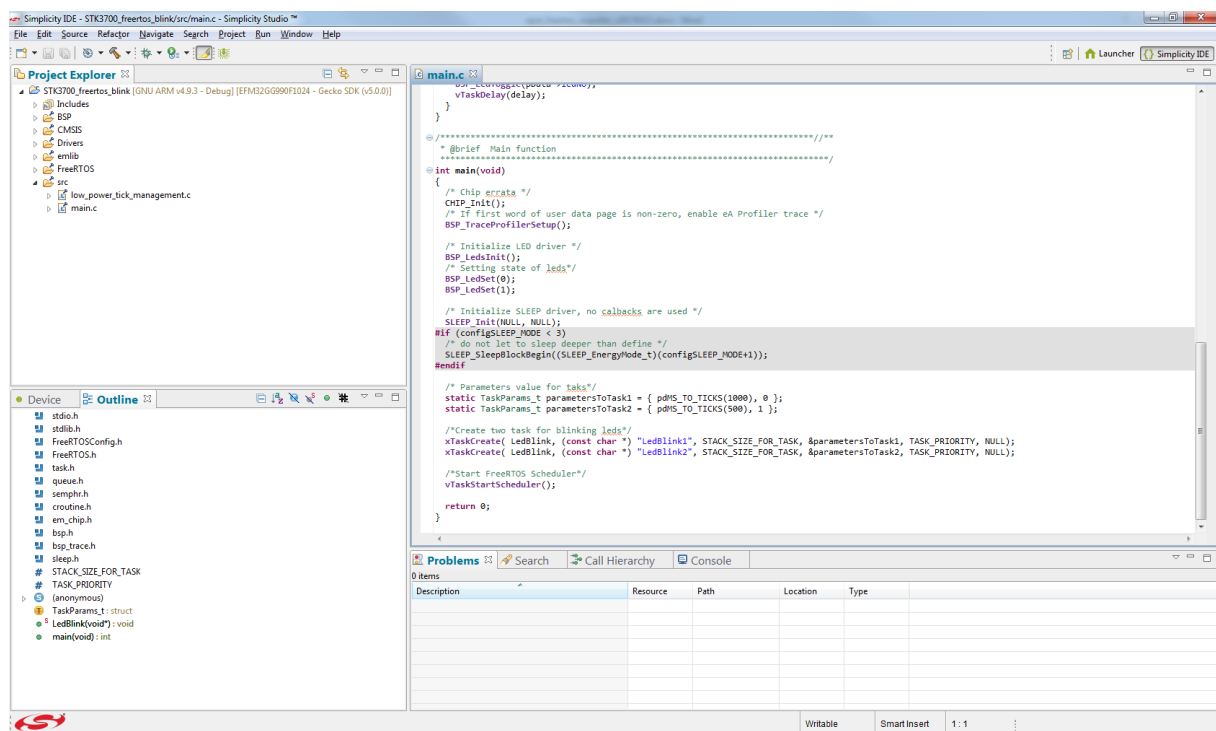 Simplicity IDE - STK3700_freertos_blink/src/main.c - Simplicity Studio ™
File Edit Source Refactor Navigate Search Project Run Window Help
Launcher Simplicity IDE
Project Explorer
STK3700_freertos_blink [GNU ARM v4.9.3 - Debug] [EFM32GG990F1024 - Gecko SDK (v5.0.0)]
Includes
BSP
CMSIS
Drivers
emlib
FreeRTOS
src
low_power_tick_management.c
main.c
Device Outline
stdio.h
stdlib.h
FreeRTOSConfig.h
FreeRTOS.h
task.h
queue.h
semphr.h
croutine.h
em_chip.h
bsp.h
bsp_trace.h
sleep.h
# STACK_SIZE_FOR_TASK
# TASK_PRIORITY
S (anonymous)
T TaskParams_t : struct
S LedBlink(void*) : void
main(void) : int
main.c
vTaskDelay(delay);
}
}
/**************************************************************************//**
* @brief Main function
*****************************************************************************/
int main(void)
{
/* Chip errata */
CHIP_Init();
/* If first word of user data page is non-zero, enable eA Profiler trace */
BSP_TraceProfilerSetup();
/* Initialize LED driver */
BSP_LedsInit();
/* Setting state of leds*/
BSP_LedSet(0);
BSP_LedSet(1);
/* Initialize SLEEP driver, no calbacks are used */
SLEEP_Init(NULL, NULL);
#if (configSLEEP_MODE < 3)
/* do not let to sleep deeper than define */
SLEEP_SleepBlockBegin((SLEEP_EnergyMode_t)(configSLEEP_MODE+1));
#endif
/* Parameters value for taks*/
static TaskParams_t parametersToTask1 = { pdMS_TO_TICKS(1000), 0 };
static TaskParams_t parametersToTask2 = { pdMS_TO_TICKS(500), 1 };
/*Create two task for blinking leds*/
xTaskCreate( LedBlink, (const char *) "LedBlink1", STACK_SIZE_FOR_TASK, &parametersToTask1, TASK_PRIORITY, NULL);
xTaskCreate( LedBlink, (const char *) "LedBlink2", STACK_SIZE_FOR_TASK, &parametersToTask2, TASK_PRIORITY, NULL);
/*Start FreeRTOS Scheduler*/
vTaskStartScheduler();
return 0;
}
Problems Search Call Hierarchy Console
0 items
Description Resource Path Location Type
Writable Smart Insert 1 : 1